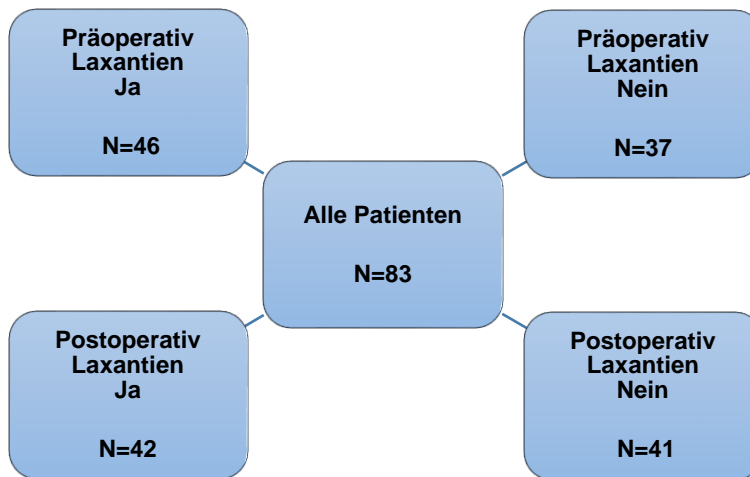 Präoperativ
Laxantien
Ja
N=46
Präoperativ
Laxantien
Nein
N=37
Alle Patienten
N=83
Postoperativ
Laxantien
Ja
N=42
Postoperativ
Laxantien
Nein
N=41